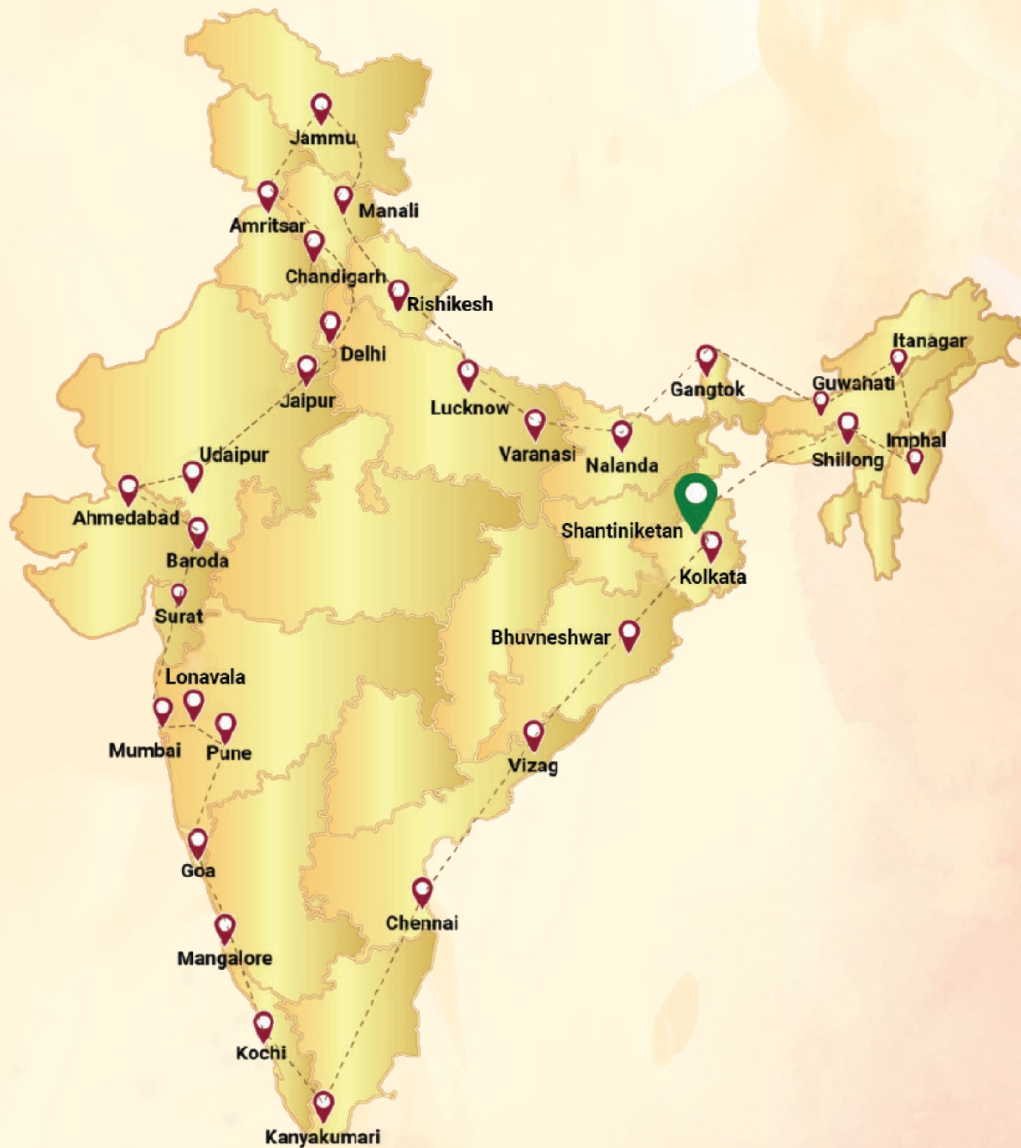 Jammu
Manali
Amritsar
Chandigarh
Rishikesh
Delhi
Itanagar
Gangtok
Guwahati
Jaipur
Lucknow
Imphal
Varanasi
Udaipur
Shillong
Nalanda
Ahmedabad
Shantiniketan
Baroda
Kolkata
Surat
Bhuvneshwar
Lonavala
Mumbai
Pune
Vizag
Goa
Chennai
Mangalore
Kochi
Kanyakumari